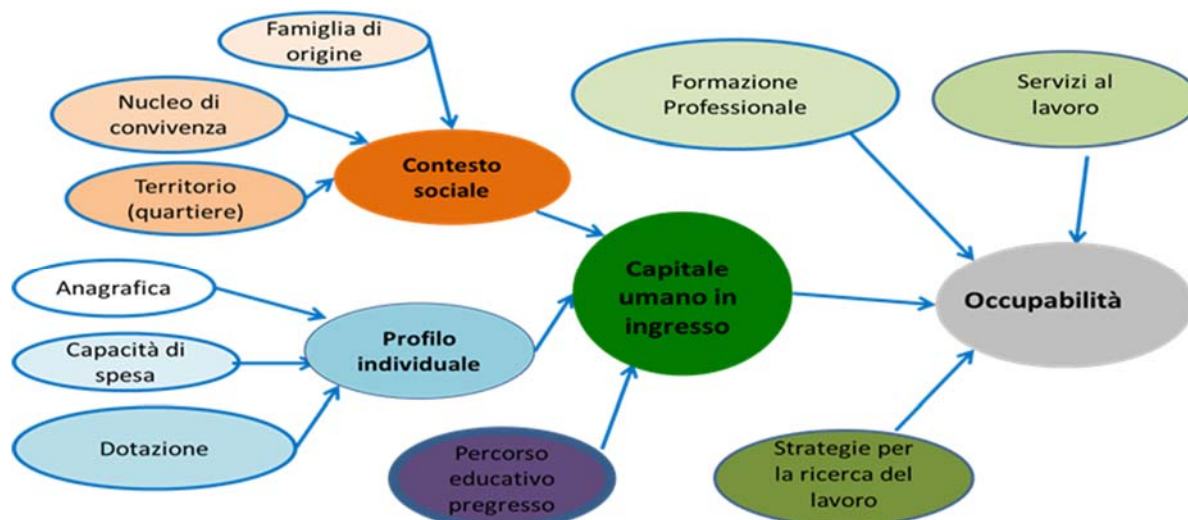 Famiglia di
origine
Nucleo di
convivenza
Territorio
(quartiere)
Contesto
sociale
Formazione
Professionale
Servizi al
lavoro
Anagrafica
Capacità di
spesa
Dotazione
Profilo
individuale
Capitale
umano in
ingresso
Occupabilità
Percorso
educativo
pregresso
Strategie per
la ricerca del
lavoro